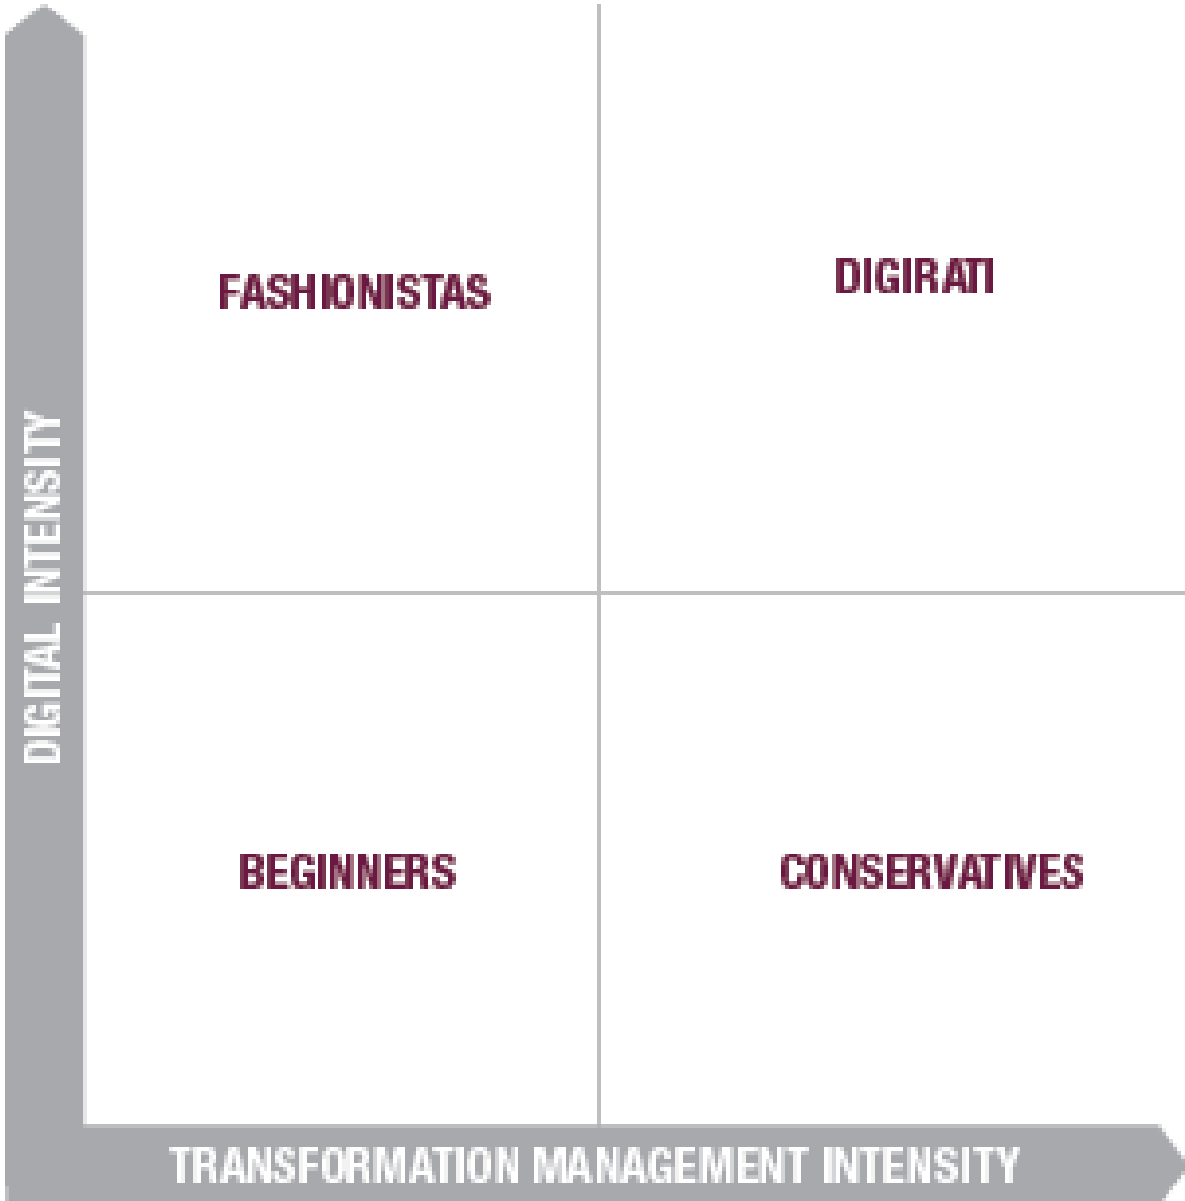 FASHIONISTAS
DIGIRATI
DIGITAL INTENSITY
BEGINNERS
CONSERVATIVES
TRANSFORMATION MANAGEMENT INTENSITY